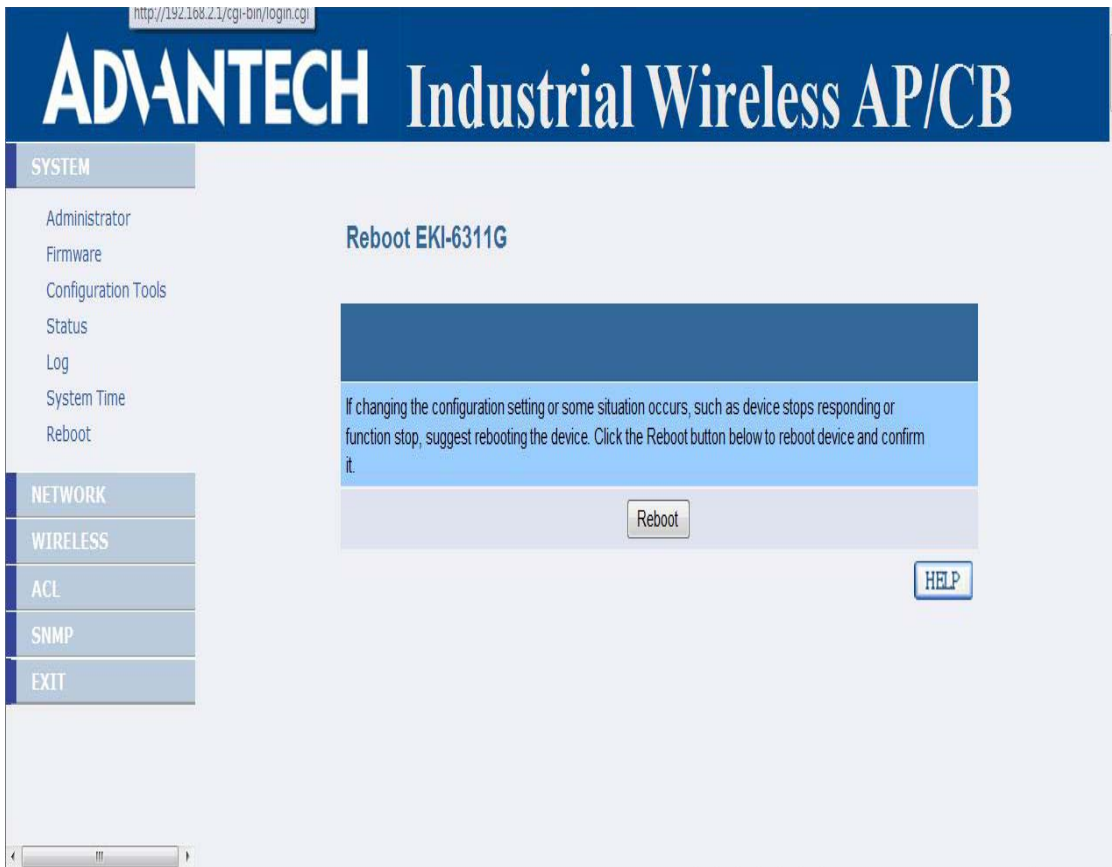 http://192.168.2.1/cgi-bin/login.cgi
ADVANTECH Industrial Wireless AP/CB
SYSTEM
Administrator
Firmware
Configuration Tools
Status
Log
System Time
Reboot
NETWORK
WIRELESS
ACL
SNMP
EXIT
Reboot EKI-6311G
If changing the configuration setting or some situation occurs, such as device stops responding or
function stop, suggest rebooting the device. Click the Reboot button below to reboot device and confirm
it.
Reboot
HELP